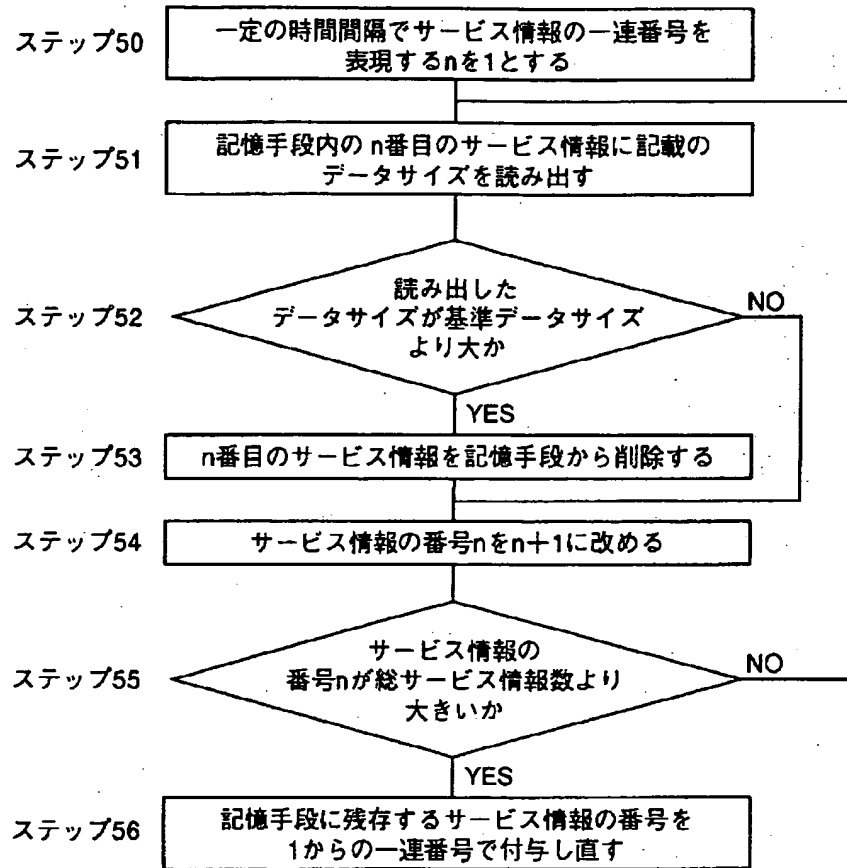 ステップ50
一定の時間間隔でサービス情報の一連番号を
表現するnを1とする
ステップ51
記憶手段内の n番目のサービス情報に記載の
データサイズを読み出す
ステップ52
読み出した
データサイズが基準データサイズ
より大か
NO
YES
ステップ53
n番目のサービス情報を記憶手段から削除する
ステップ54
サービス情報の番号nをn+1に改める
ステップ55
サービス情報の
番号nが総サービス情報数より
大きいか
NO
YES
ステップ56
記憶手段に残存するサービス情報の番号を
1からの一連番号で付与し直す